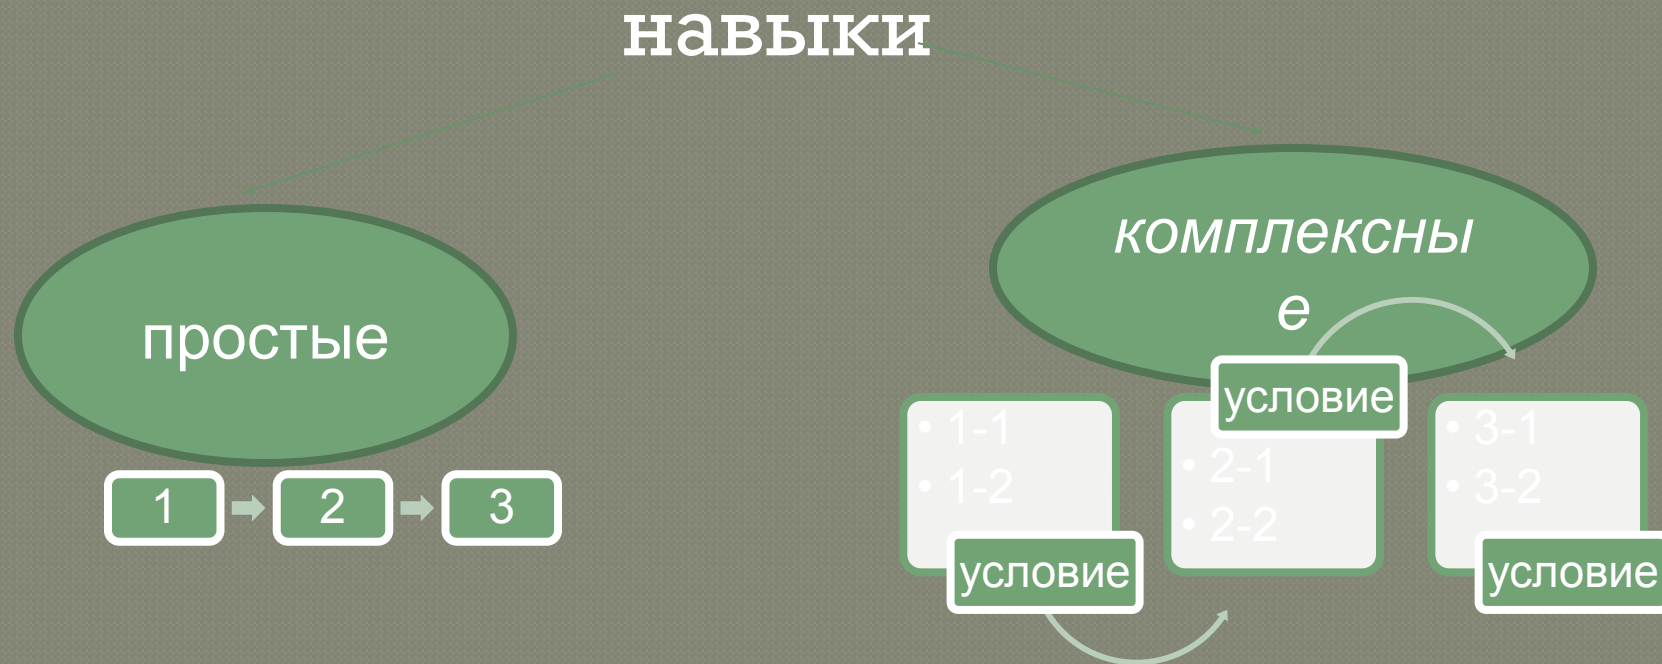 навыки
простые
1
2
3
комплексны
е
• 1-1
• 1-2
условие
условие
• 2-1
• 2-2
• 3-1
• 3-2
условие